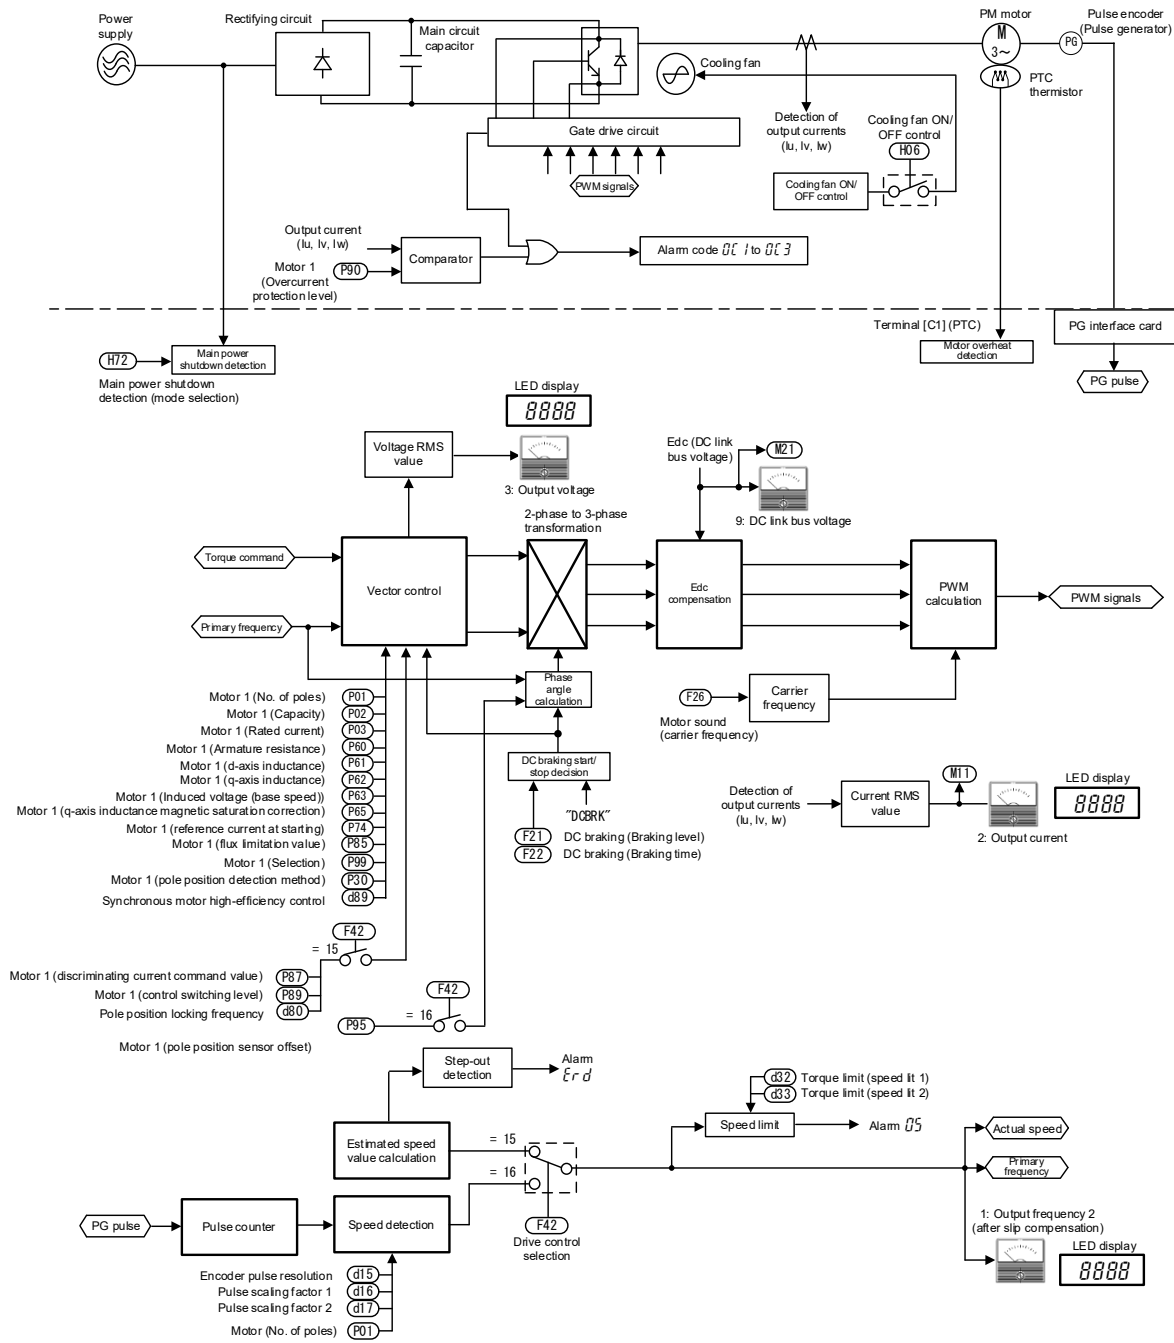 Power
supply
Rectifying circuit
Main circuit
capacitor
Cooling fan
PM motor
M
3~
Pulse encoder
(Pulse generator)
PG
PTC
thermistor
Gate drive circuit
PWM signals
Detection of
output currents
(Iu, Iv, Iw)
Cooling fan ON/
OFF control
H06
Cooling fan ON/
OFF control
Output current
(Iu, Iv, Iw)
Motor 1
(Overcurrent
protection level)
P90
Comparator
Alarm code OC1 to OC3
Terminal [C1] (PTC)
Motor overheat
detection
PG interface card
PG pulse
H72
Main power
shutdown detection
Main power shutdown
detection (mode selection)
LED display
8888
Voltage RMS
value
3: Output voltage
Edc (DC link
bus voltage)
M21
9: DC link bus voltage
2-phase to 3-phase
transformation
Torque command
Vector control
Edc
compensation
PWM
calculation
PWM signals
Primary frequency
Phase
angle
calculation
F26
Carrier
frequency
Motor sound
(carrier frequency)
Motor 1 (No. of poles) P01
Motor 1 (Capacity) P02
Motor 1 (Rated current) P03
Motor 1 (Armature resistance) P60
Motor 1 (d-axis inductance) P61
Motor 1 (q-axis inductance) P62
Motor 1 (Induced voltage (base speed)) P63
Motor 1 (q-axis inductance magnetic saturation correction) P65
Motor 1 (reference current at starting) P74
Motor 1 (flux limitation value) P85
Motor 1 (Selection) P99
Motor 1 (pole position detection method) P30
Synchronous motor high-efficiency control d89
DC braking start/
stop decision
"DCBRK"
F21 DC braking (Braking level)
F22 DC braking (Braking time)
Detection of
output currents
(Iu, Iv, Iw)
Current RMS
value
M11
2: Output current
LED display
8888
F42
= 15
Motor 1 (discriminating current command value) P87
Motor 1 (control switching level) P89
Pole position locking frequency d80
F42
= 16
P95
Motor 1 (pole position sensor offset)
Step-out
detection
Alarm
Erd
d32 Torque limit (speed lit 1)
d33 Torque limit (speed lit 2)
Speed limit
Alarm OS
Estimated speed
value calculation
= 15
= 16
F42
Drive control
selection
Actual speed
Primary
frequency
PG pulse
Pulse counter
Speed detection
1: Output frequency 2
(after slip compensation)
LED display
8888
Encoder pulse resolution d15
Pulse scaling factor 1 d16
Pulse scaling factor 2 d17
Motor (No. of poles) P01